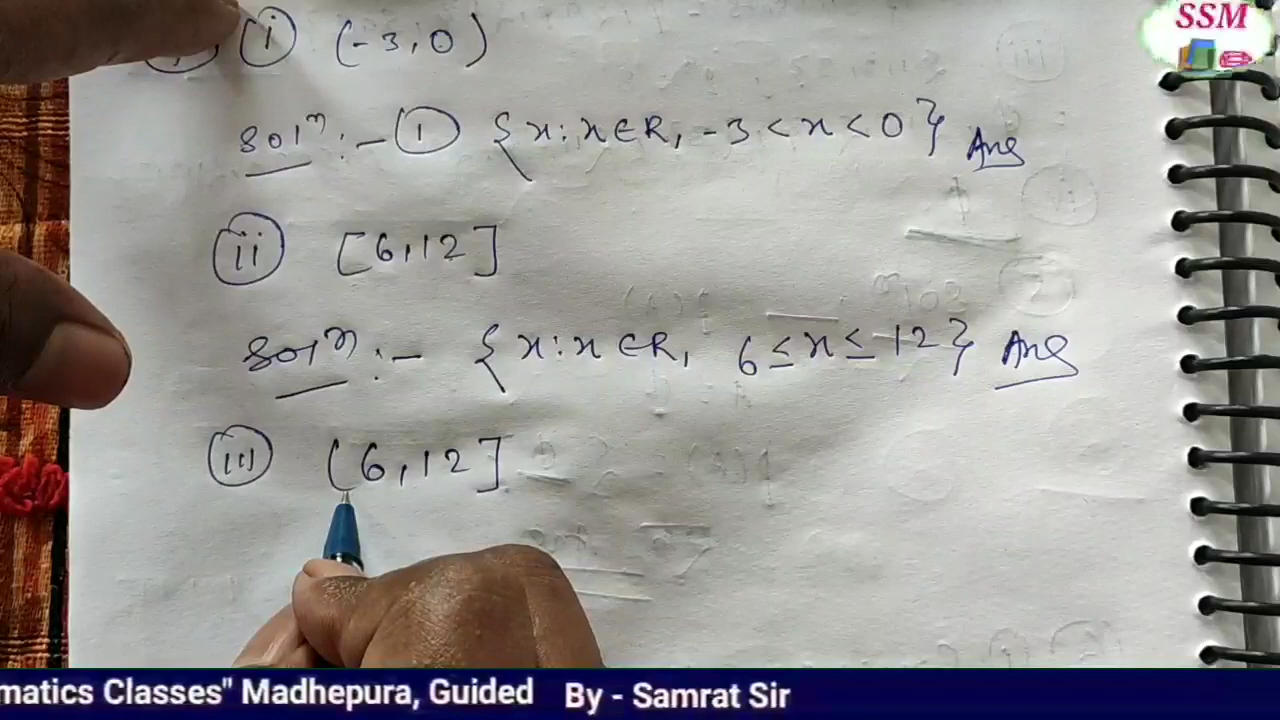 SSM
(i) (-3, 0)
Solⁿ :- (i) {x : x ∈ R, -3 < x < 0} Ans
(ii) [6, 12]
Solⁿ :- {x : x ∈ R, 6 ≤ x ≤ 12} Ans
(iii) (6, 12]
matics Classes" Madhepura, Guided By - Samrat Sir